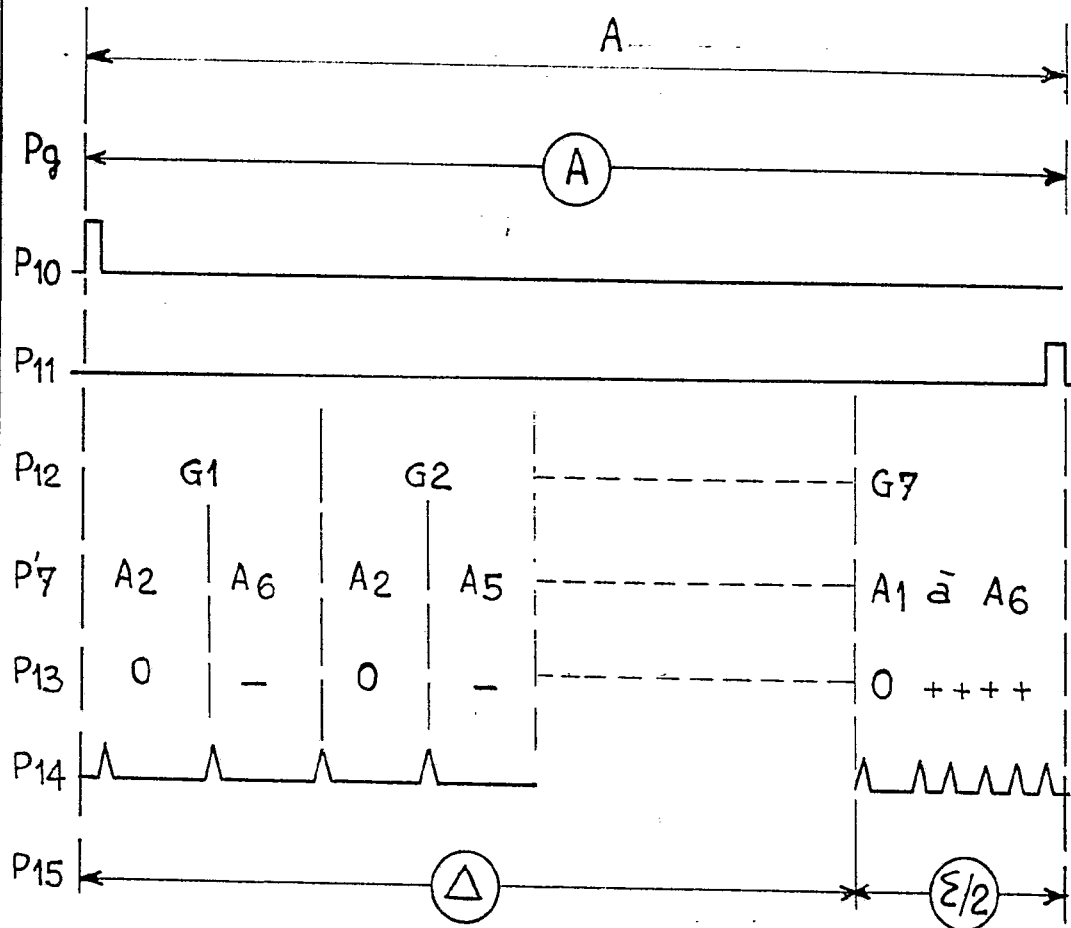 A
Pg A
P10
P11
P12 G1 G2 G7
P'7 A2 A6 A2 A5 A1 à A6
P13 0 - 0 - 0 ++++
P14
P15 Δ Σ/2